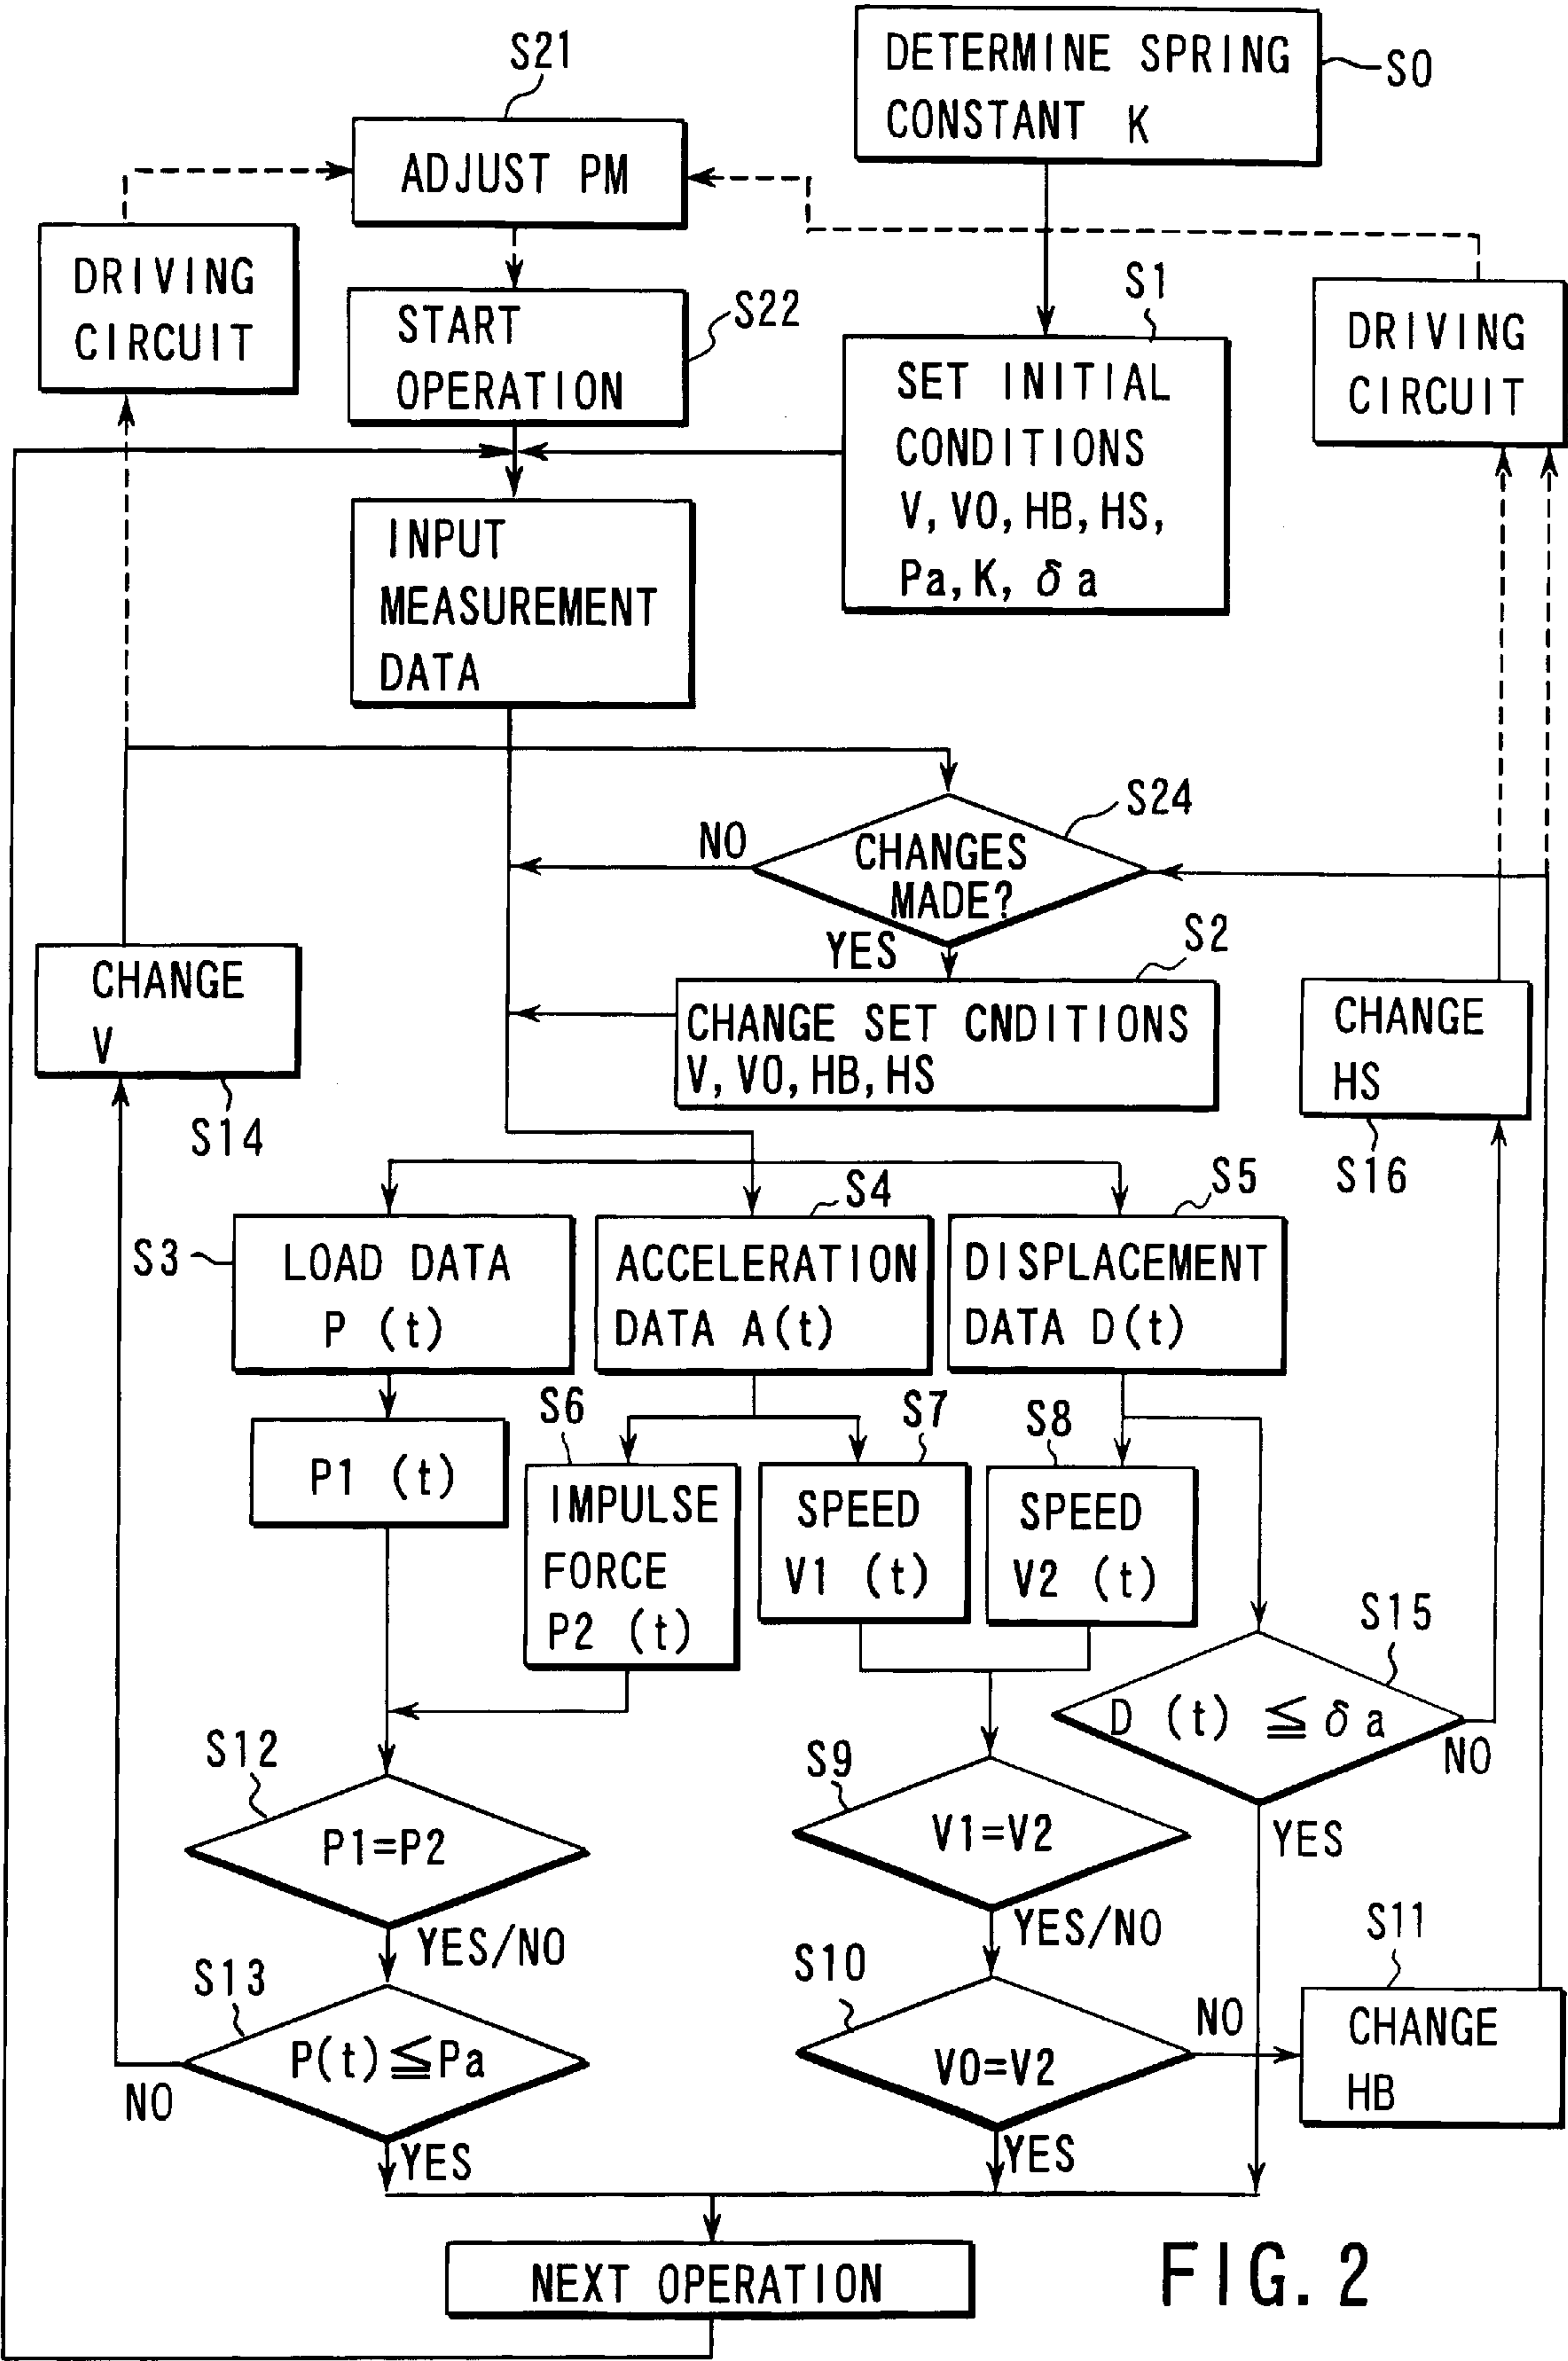 S21
DETERMINE SPRING
CONSTANT K
S0
ADJUST PM
DRIVING
CIRCUIT
START
OPERATION
S22
S1
SET INITIAL
CONDITIONS
V, V0, HB, HS,
Pa, K, δa
DRIVING
CIRCUIT
INPUT
MEASUREMENT
DATA
S24
NO
CHANGES
MADE?
YES
S2
CHANGE
V
S14
CHANGE SET CNDITIONS
V, V0, HB, HS
CHANGE
HS
S16
S3
LOAD DATA
P (t)
S4
ACCELERATION
DATA A(t)
S5
DISPLACEMENT
DATA D(t)
P1 (t)
S6
IMPULSE
FORCE
P2 (t)
S7
SPEED
V1 (t)
S8
SPEED
V2 (t)
S15
D (t) ≦ δa
NO
YES
S12
P1=P2
YES/NO
S9
V1=V2
YES/NO
S13
P(t)≦Pa
NO
YES
S10
V0=V2
NO
YES
S11
CHANGE
HB
NEXT OPERATION
FIG. 2